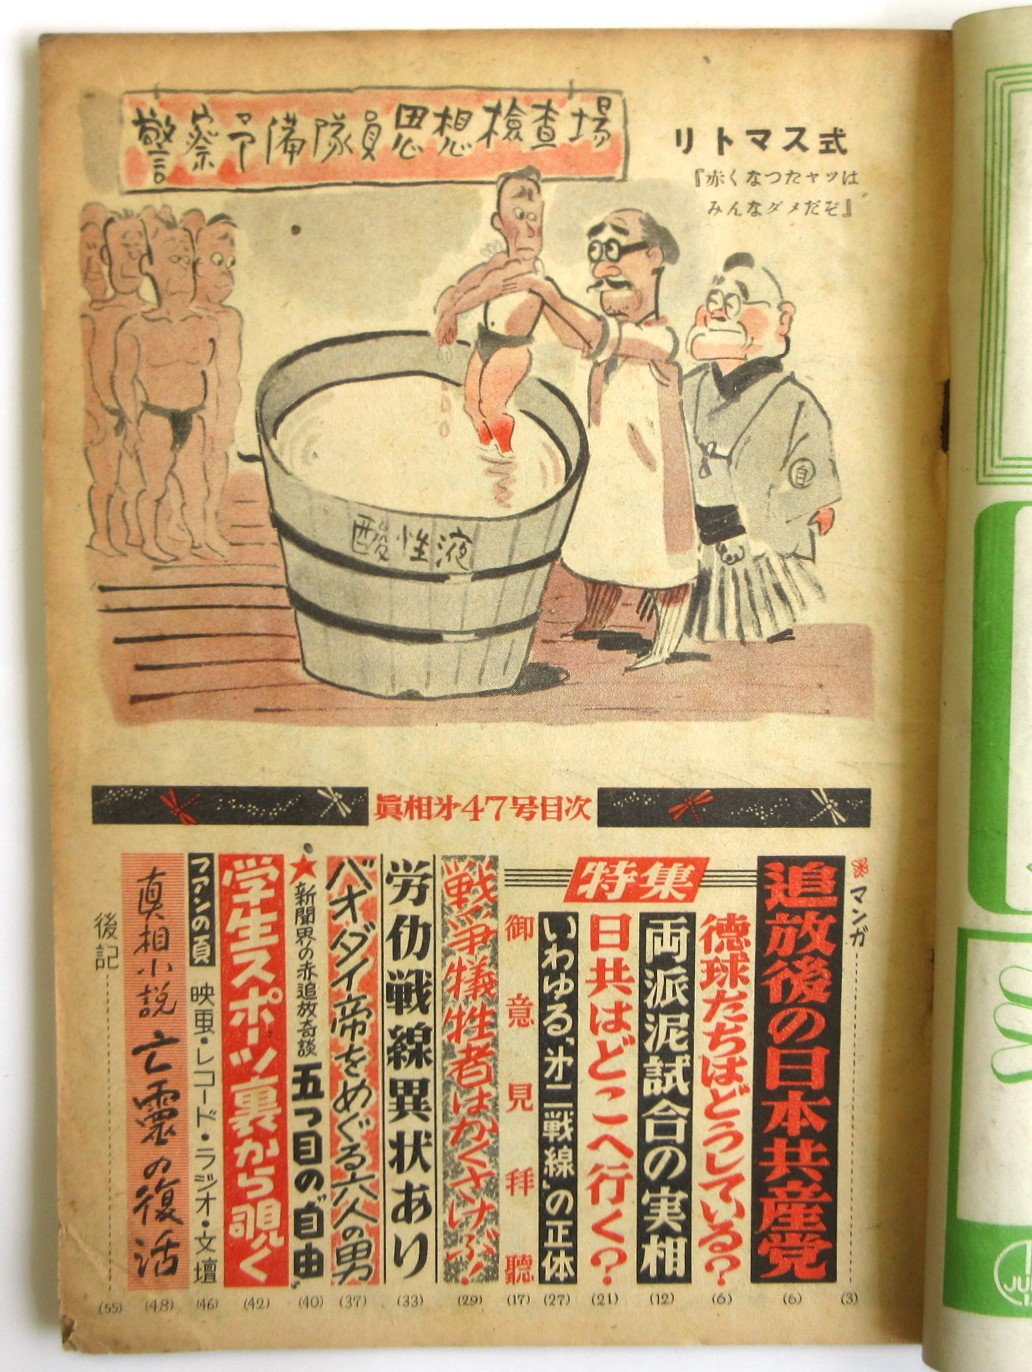 警察予備隊員思想検査場
リトマス式
『赤くなつたヤツは
みんなダメだぞ』
自
酸性液
眞相才47号目次
マンガ (3)
追放後の日本共産党 (6)
特集
徳球たちはどうしている? (6)
両派泥試合の実相 (12)
日共はどこへ行く? (21)
いわゆる"才二戦線"の正体 (27)
御意見拝聽 (17)
戦争犠牲者はかくさけぶ! (29)
労仂戦線異状あり (33)
バオダイ帝をめぐる六人の男 (37)
★新聞界の赤追放奇談 五つ目の"自由" (40)
学生スポーツ裏から覗く (42)
ファンの頁 映画・レコード・ラジオ・文壇 (46)
真相小説 亡霊の復活 (48)
後記 (55)